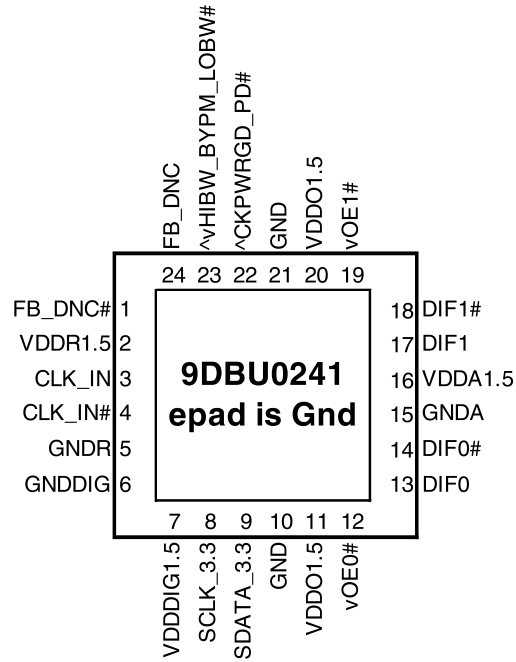 FB_DNC
^vHIBW_BYPM_LOBW#
^CKPWRGD_PD#
GND
VDDO1.5
vOE1#
24 23 22 21 20 19
FB_DNC# 1
VDDR1.5 2
CLK_IN 3
CLK_IN# 4
GNDR 5
GNDDIG 6
9DBU0241
epad is Gnd
18 DIF1#
17 DIF1
16 VDDA1.5
15 GNDA
14 DIF0#
13 DIF0
7 8 9 10 11 12
VDDDIG1.5
SCLK_3.3
SDATA_3.3
GND
VDDO1.5
vOE0#